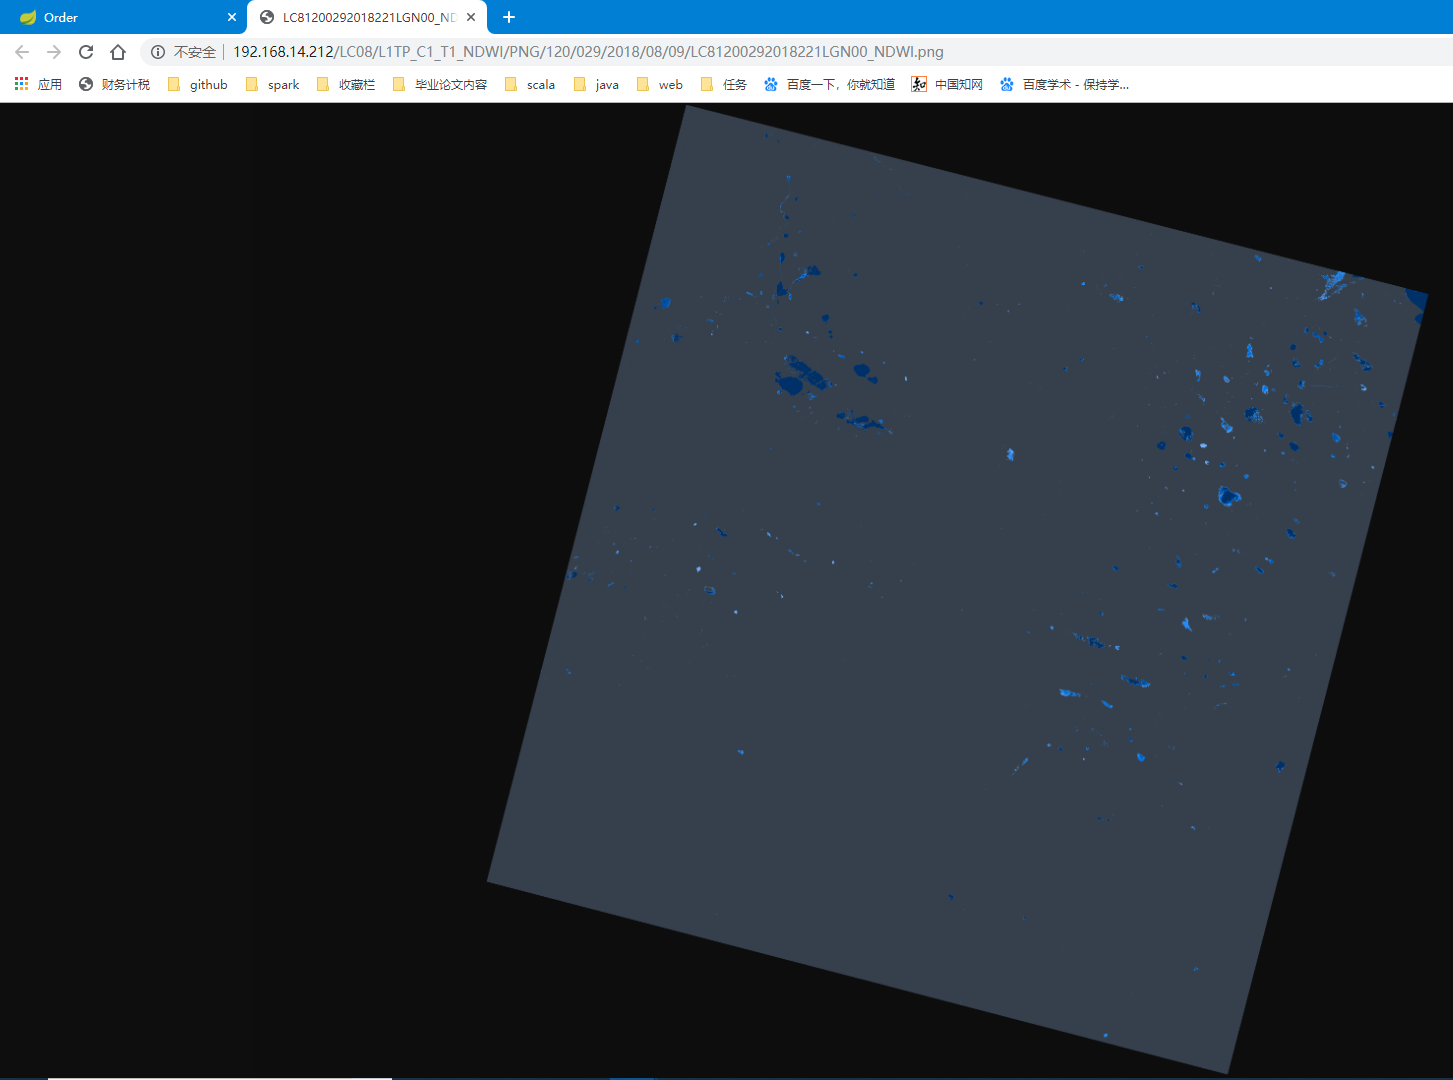 Order
LC81200292018221LGN00_ND
不安全 192.168.14.212/LC08/L1TP_C1_T1_NDWI/PNG/120/029/2018/08/09/LC81200292018221LGN00_NDWI.png
应用 财务计税 github spark 收藏栏 毕业论文内容 scala java web 任务 百度一下，你就知道 中国知网 百度学术 - 保持学...